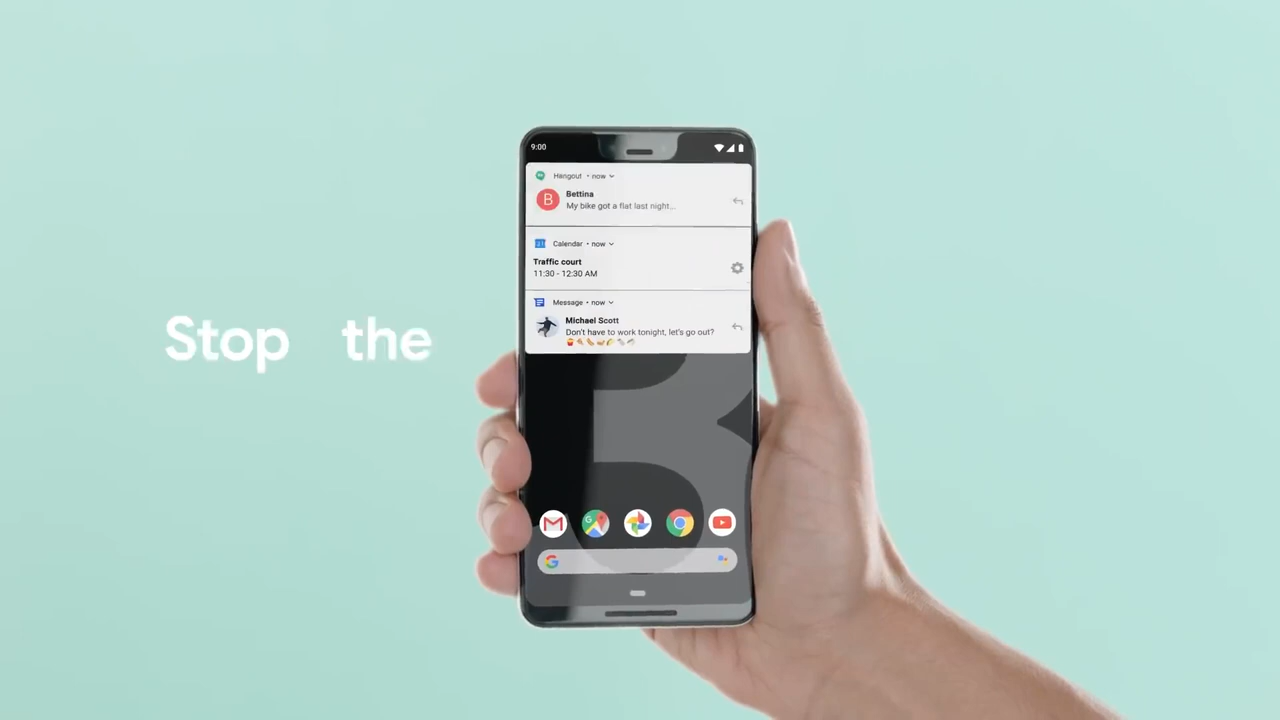 Stop the
9:00
Hangout • now
B
Bettina
My bike got a flat last night...
Calendar • now
Traffic court
11:30 - 12:30 AM
Message • now
Michael Scott
Don't have to work tonight, let's go out?